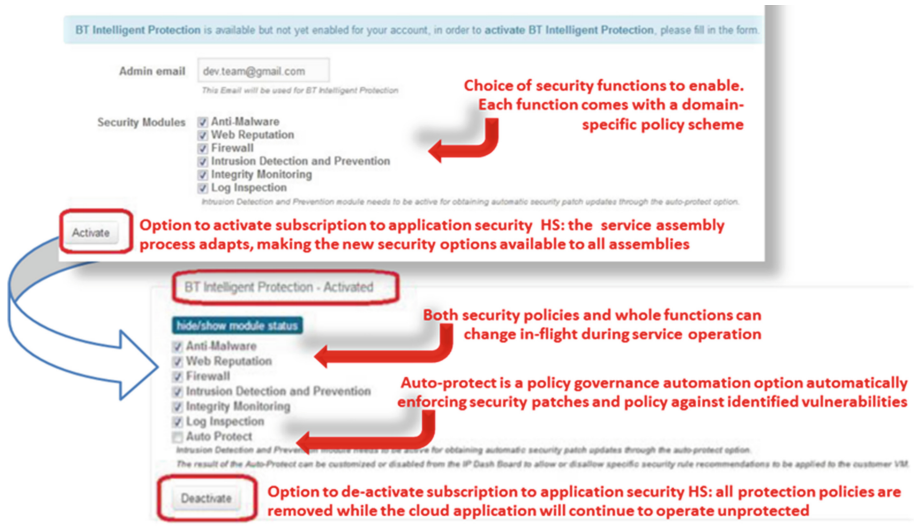 BT Intelligent Protection is available but not yet enabled for your account, in order to activate BT Intelligent Protection, please fill in the form.
Admin email
dev.team@gmail.com
This Email will be used for BT Intelligent Protection
Choice of security functions to enable.
Each function comes with a domain-
specific policy scheme
Security Modules
Anti-Malware
Web Reputation
Firewall
Intrusion Detection and Prevention
Integrity Monitoring
Log Inspection
Intrusion Detection and Prevention module needs to be active for obtaining automatic security patch updates through the auto-protect option.
Activate
Option to activate subscription to application security HS: the service assembly
process adapts, making the new security options available to all assemblies
BT Intelligent Protection - Activated
hide/show module status
Both security policies and whole functions can
change in-flight during service operation
Anti-Malware
Web Reputation
Firewall
Intrusion Detection and Prevention
Integrity Monitoring
Log Inspection
Auto Protect
Auto-protect is a policy governance automation option automatically
enforcing security patches and policy against identified vulnerabilities
Intrusion Detection and Prevention module needs to be active for obtaining automatic security patch updates through the auto-protect option.
The result of the Auto-Protect can be customized or disabled from the IP Dash Board to allow or disallow specific security rule recommendations to be applied to the customer VM.
Deactivate
Option to de-activate subscription to application security HS: all protection policies are
removed while the cloud application will continue to operate unprotected